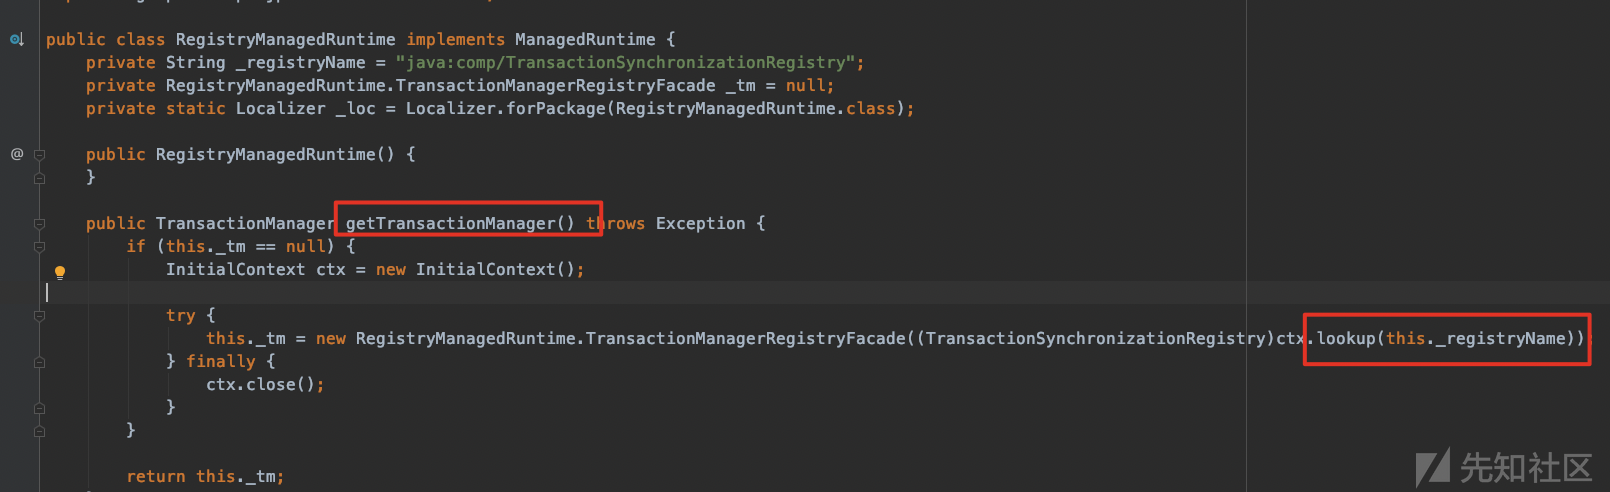 public class RegistryManagedRuntime implements ManagedRuntime {
private String _registryName = "java:comp/TransactionSynchronizationRegistry";
private RegistryManagedRuntime.TransactionManagerRegistryFacade _tm = null;
private static Localizer _loc = Localizer.forPackage(RegistryManagedRuntime.class);
@
public RegistryManagedRuntime() {
}
public TransactionManager getTransactionManager() throws Exception {
if (this._tm == null) {
InitialContext ctx = new InitialContext();
try {
this._tm = new RegistryManagedRuntime.TransactionManagerRegistryFacade((TransactionSynchronizationRegistry)ctx.lookup(this._registryName));
} finally {
ctx.close();
}
}
return this._tm;
先知社区